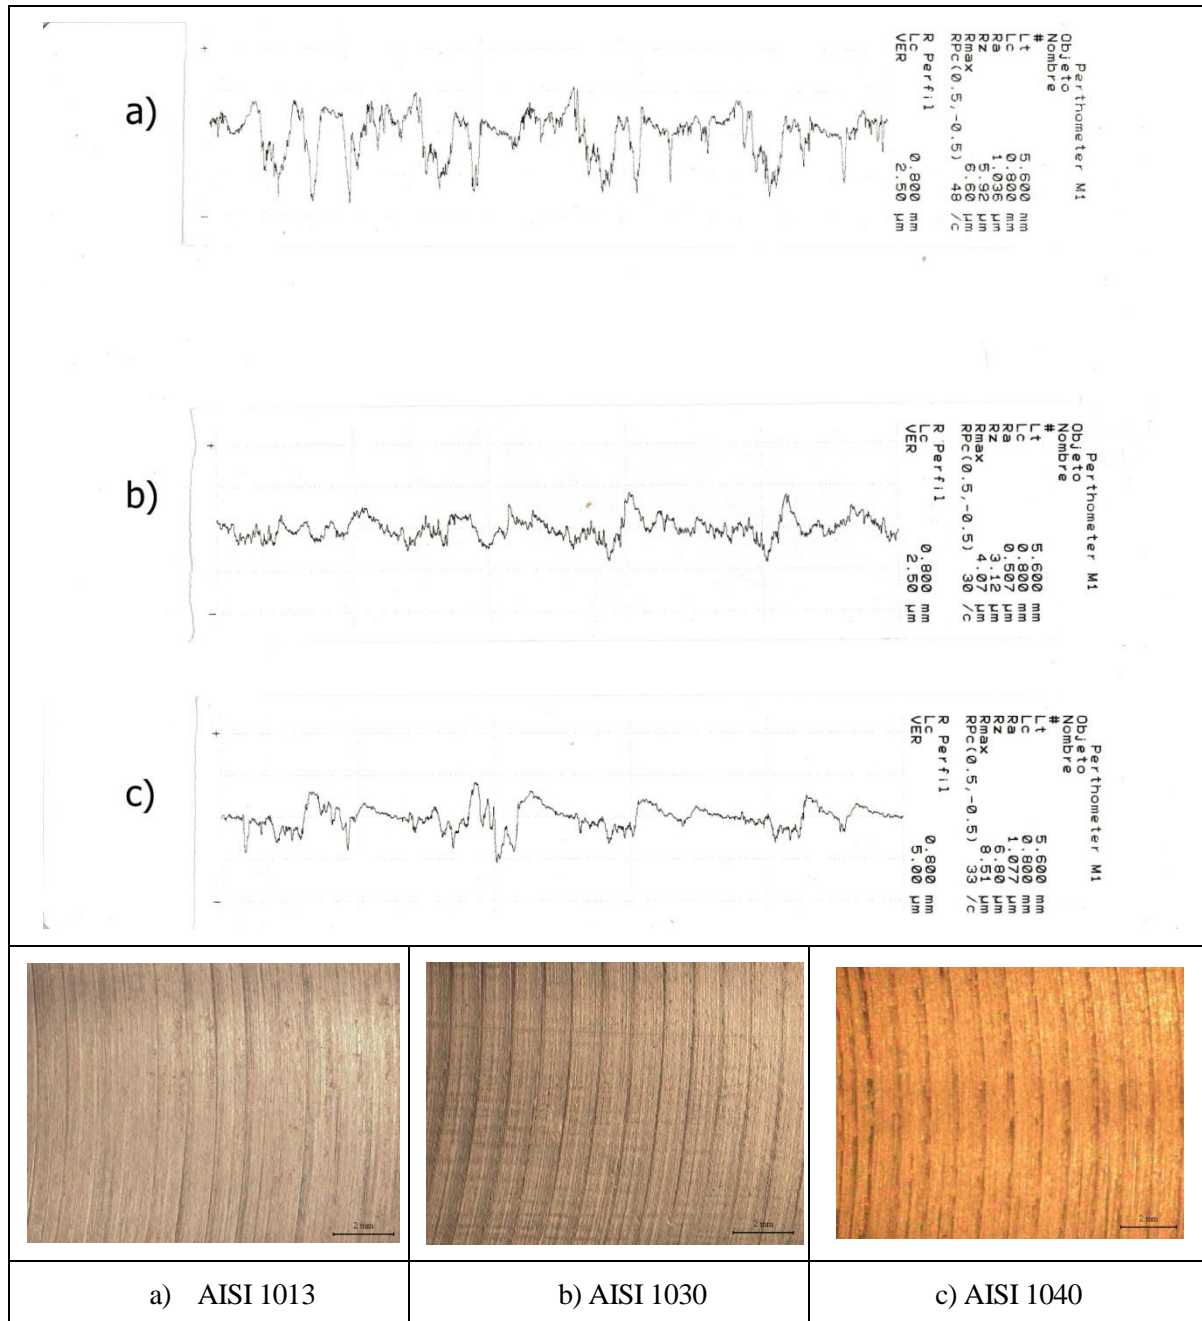 a)
Perthometer M1
Objeto
Nombre
#
Lt 5.600 mm
Lc 0.800 mm
Ra 1.036 µm
Rz 5.92 µm
Rmax 6.60 µm
RPc(0.5,-0.5) 48 /c
R Perfil
Lc 0.800 mm
VER 2.50 µm
+
-
b)
Perthometer M1
Objeto
Nombre
#
Lt 5.600 mm
Lc 0.800 mm
Ra 0.507 µm
Rz 3.12 µm
Rmax 4.07 µm
RPc(0.5,-0.5) 30 /c
R Perfil
Lc 0.800 mm
VER 2.50 µm
+
-
c)
Perthometer M1
Objeto
Nombre
#
Lt 5.600 mm
Lc 0.800 mm
Ra 1.077 µm
Rz 6.80 µm
Rmax 8.51 µm
RPc(0.5,-0.5) 33 /c
R Perfil
Lc 0.800 mm
VER 5.00 µm
+
-
2 mm
2 mm
2 mm
a) AISI 1013
b) AISI 1030
c) AISI 1040